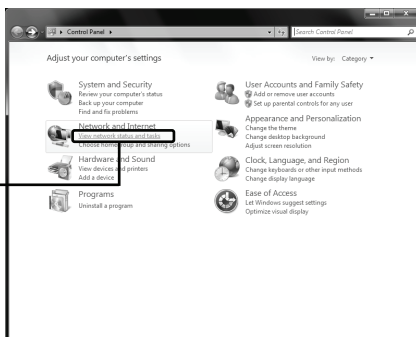 Control Panel
Search Control Panel
Adjust your computer's settings
View by: Category
System and Security
Review your computer's status
Back up your computer
Find and fix problems
Network and Internet
View network status and tasks
Choose homegroup and sharing options
Hardware and Sound
View devices and printers
Add a device
Programs
Uninstall a program
User Accounts and Family Safety
Add or remove user accounts
Set up parental controls for any user
Appearance and Personalization
Change the theme
Change desktop background
Adjust screen resolution
Clock, Language, and Region
Change keyboards or other input methods
Change display language
Ease of Access
Let Windows suggest settings
Optimize visual display